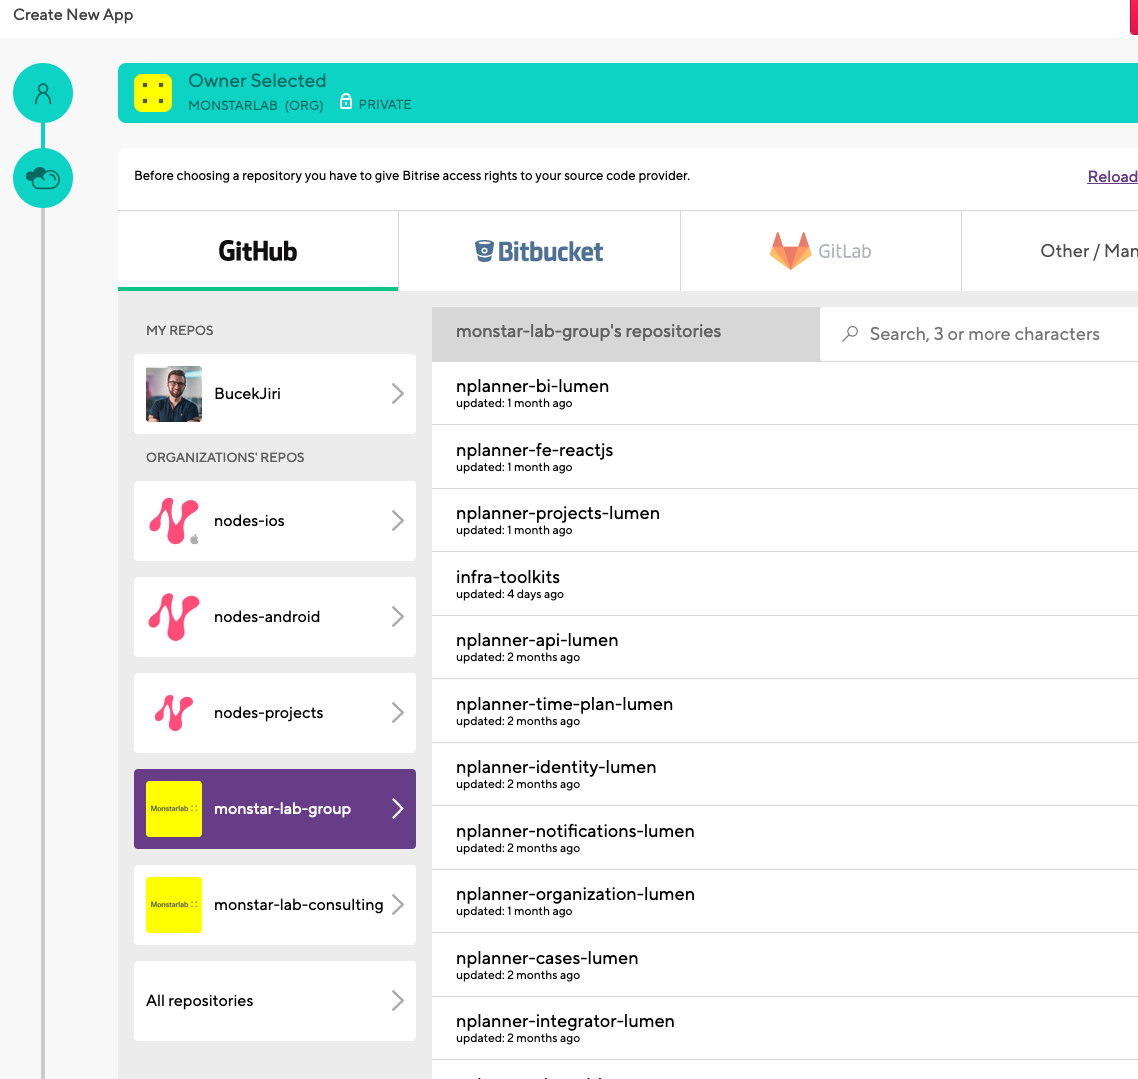 Create New App
Owner Selected
MONSTARLAB (ORG) PRIVATE
Before choosing a repository you have to give Bitrise access rights to your source code provider.
Reload
GitHub
Bitbucket
GitLab
Other / Man
MY REPOS
BucekJiri
ORGANIZATIONS' REPOS
nodes-ios
nodes-android
nodes-projects
Monstarlab
monstar-lab-group
Monstarlab
monstar-lab-consulting
All repositories
monstar-lab-group's repositories
Search, 3 or more characters
nplanner-bi-lumen
updated: 1 month ago
nplanner-fe-reactjs
updated: 1 month ago
nplanner-projects-lumen
updated: 1 month ago
infra-toolkits
updated: 4 days ago
nplanner-api-lumen
updated: 2 months ago
nplanner-time-plan-lumen
updated: 2 months ago
nplanner-identity-lumen
updated: 2 months ago
nplanner-notifications-lumen
updated: 2 months ago
nplanner-organization-lumen
updated: 1 month ago
nplanner-cases-lumen
updated: 2 months ago
nplanner-integrator-lumen
updated: 2 months ago